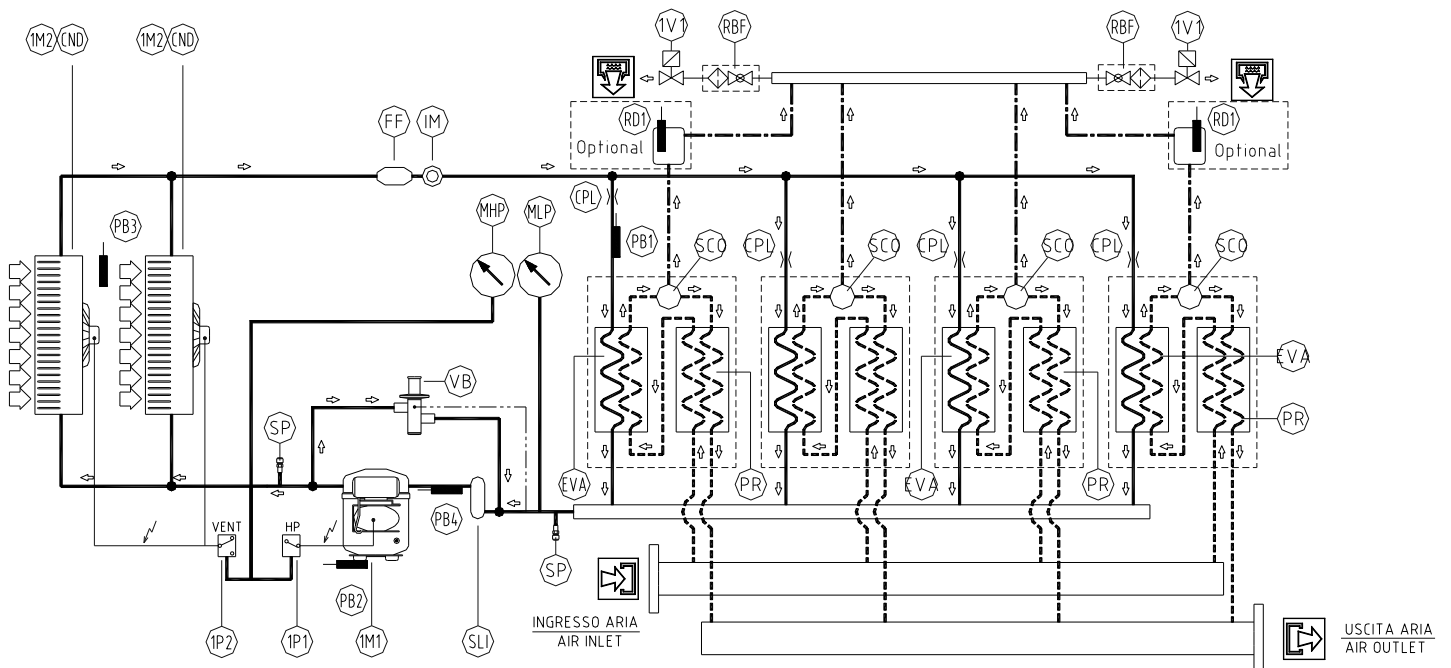 1M2 CND 1M2 CND
1V1 RBF RBF 1V1
FF IM
RD1 RD1
Optional Optional
CPL
PB3 MHP MLP PB1
SCO CPL SCO CPL SCO CPL SCO
EVA
VB
PR
SP
EVA PR EVA PR
PB4
VENT HP
SP
PB2
1P2 1P1 1M1 SLI
INGRESSO ARIA
AIR INLET
USCITA ARIA
AIR OUTLET